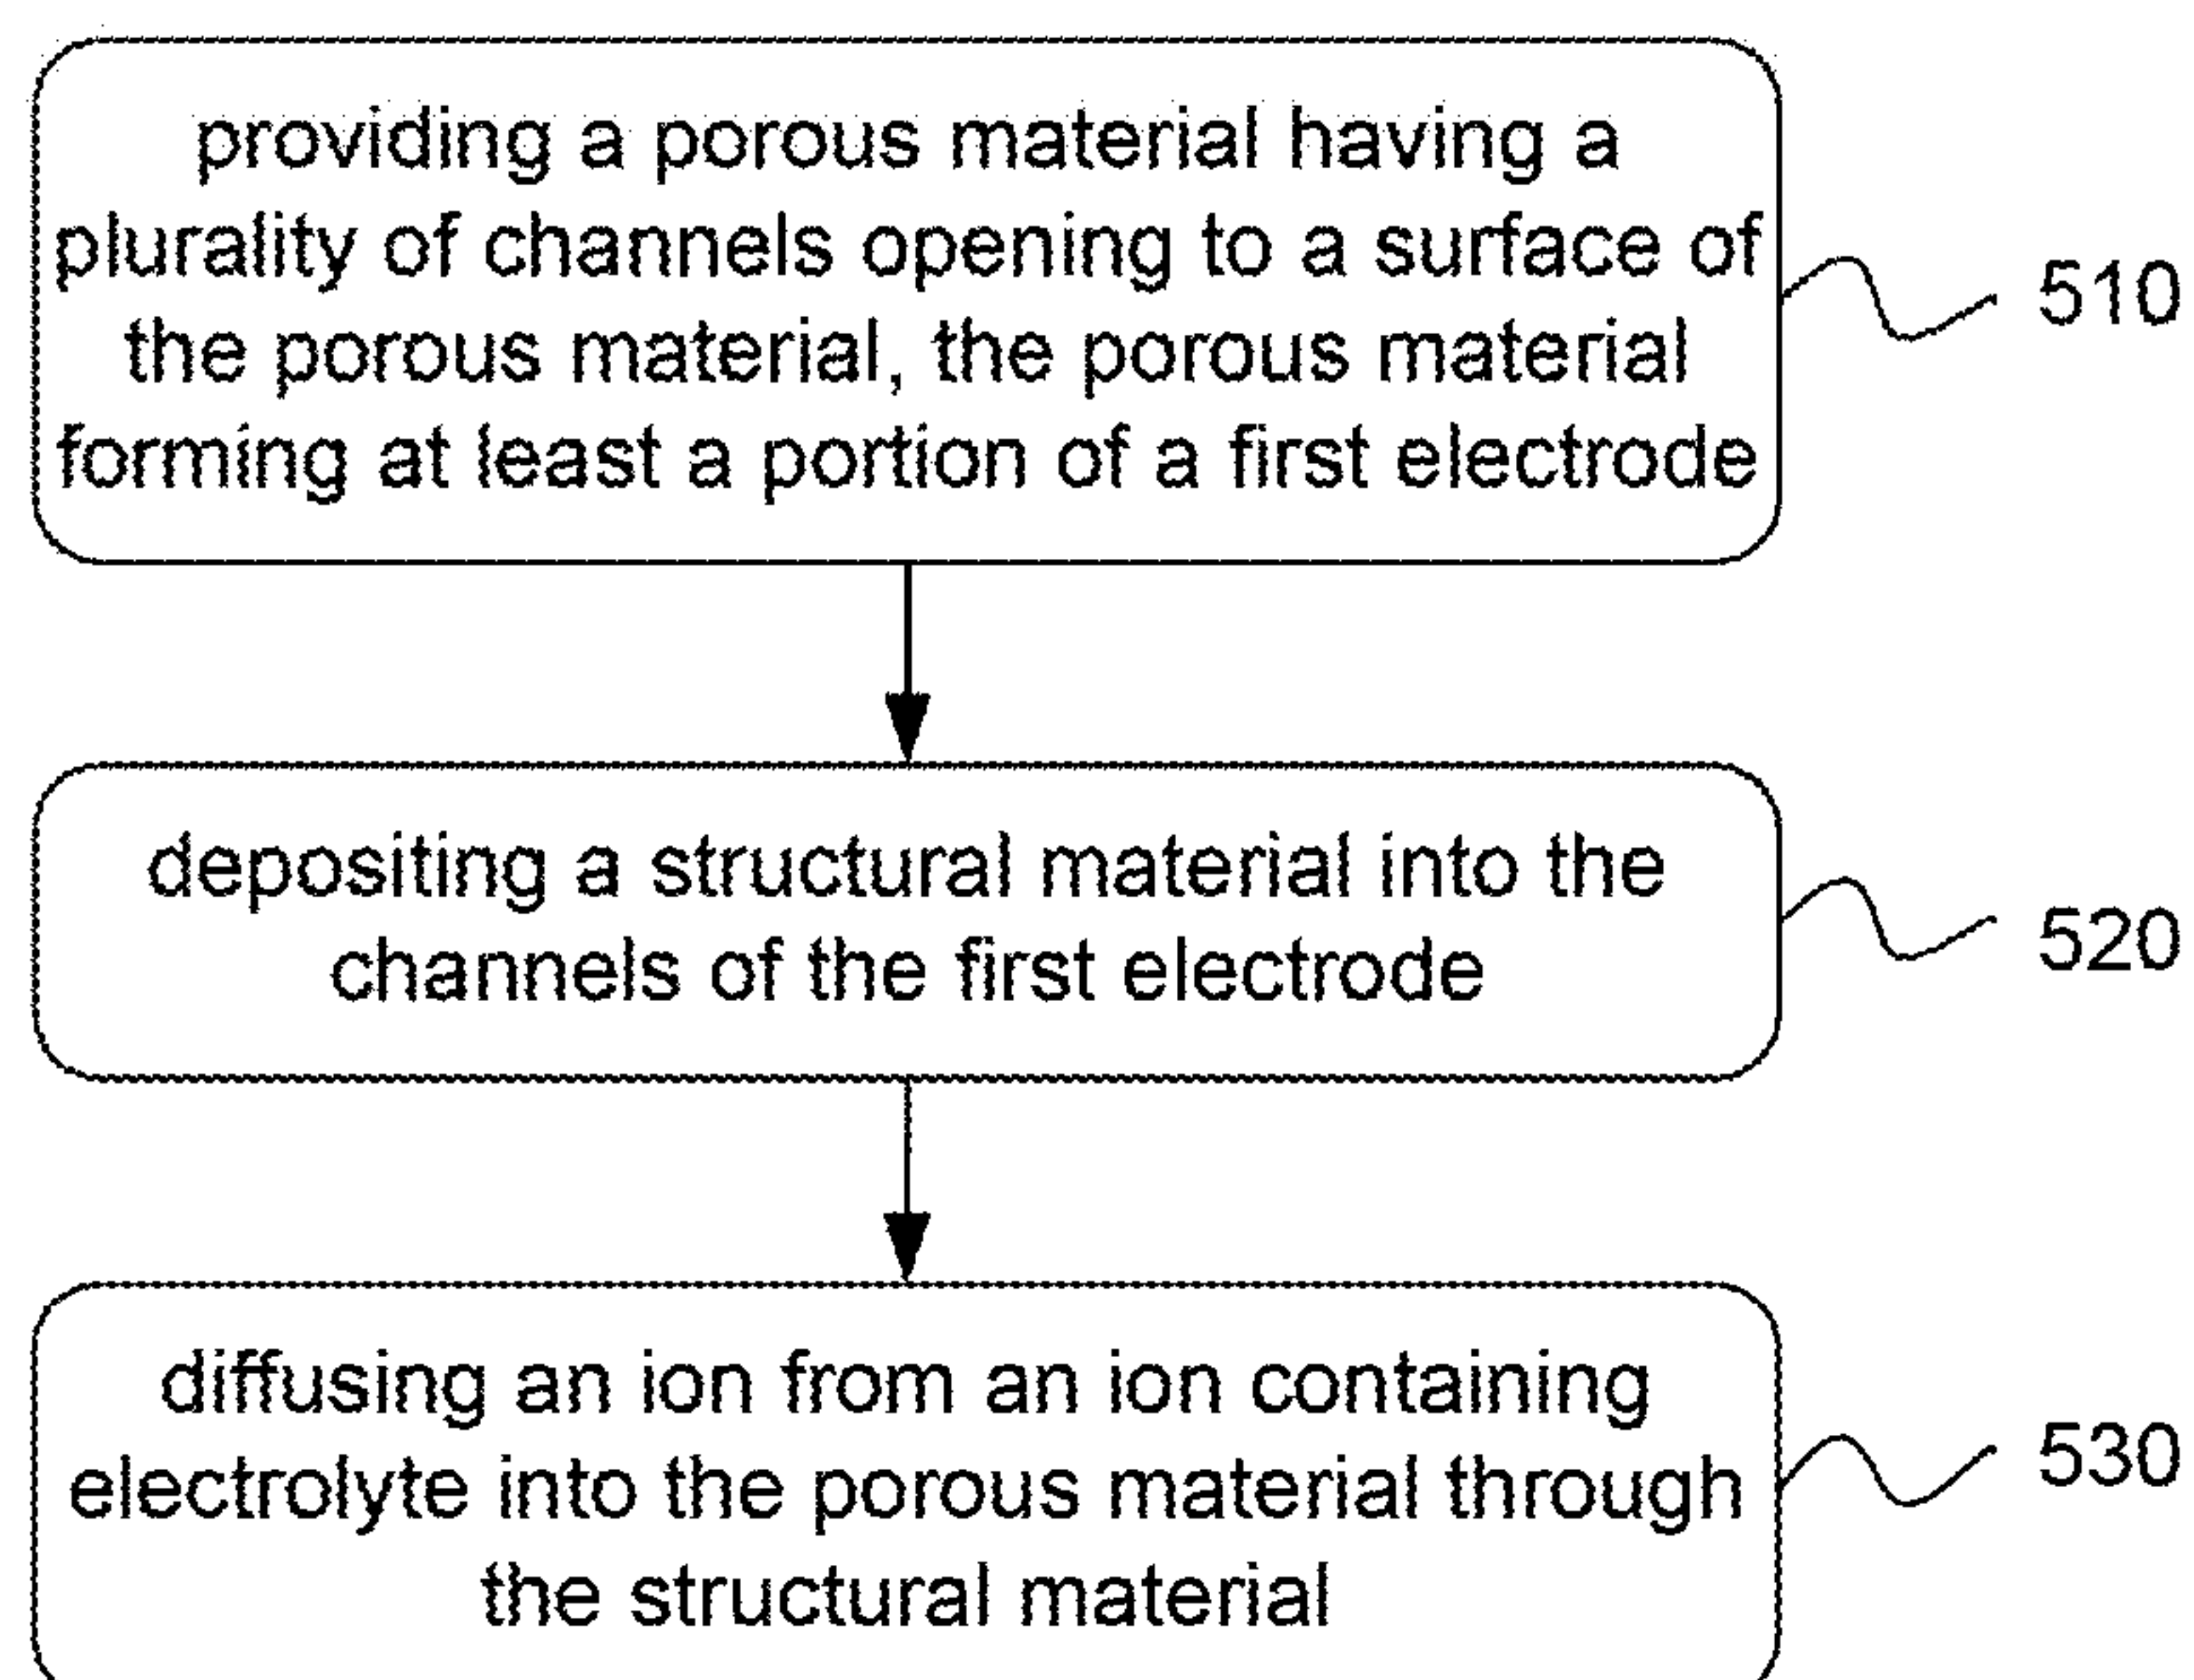 providing a porous material having a
plurality of channels opening to a surface of
the porous material, the porous material
forming at least a portion of a first electrode
510
depositing a structural material into the
channels of the first electrode
520
diffusing an ion from an ion containing
electrolyte into the porous material through
the structural material
530